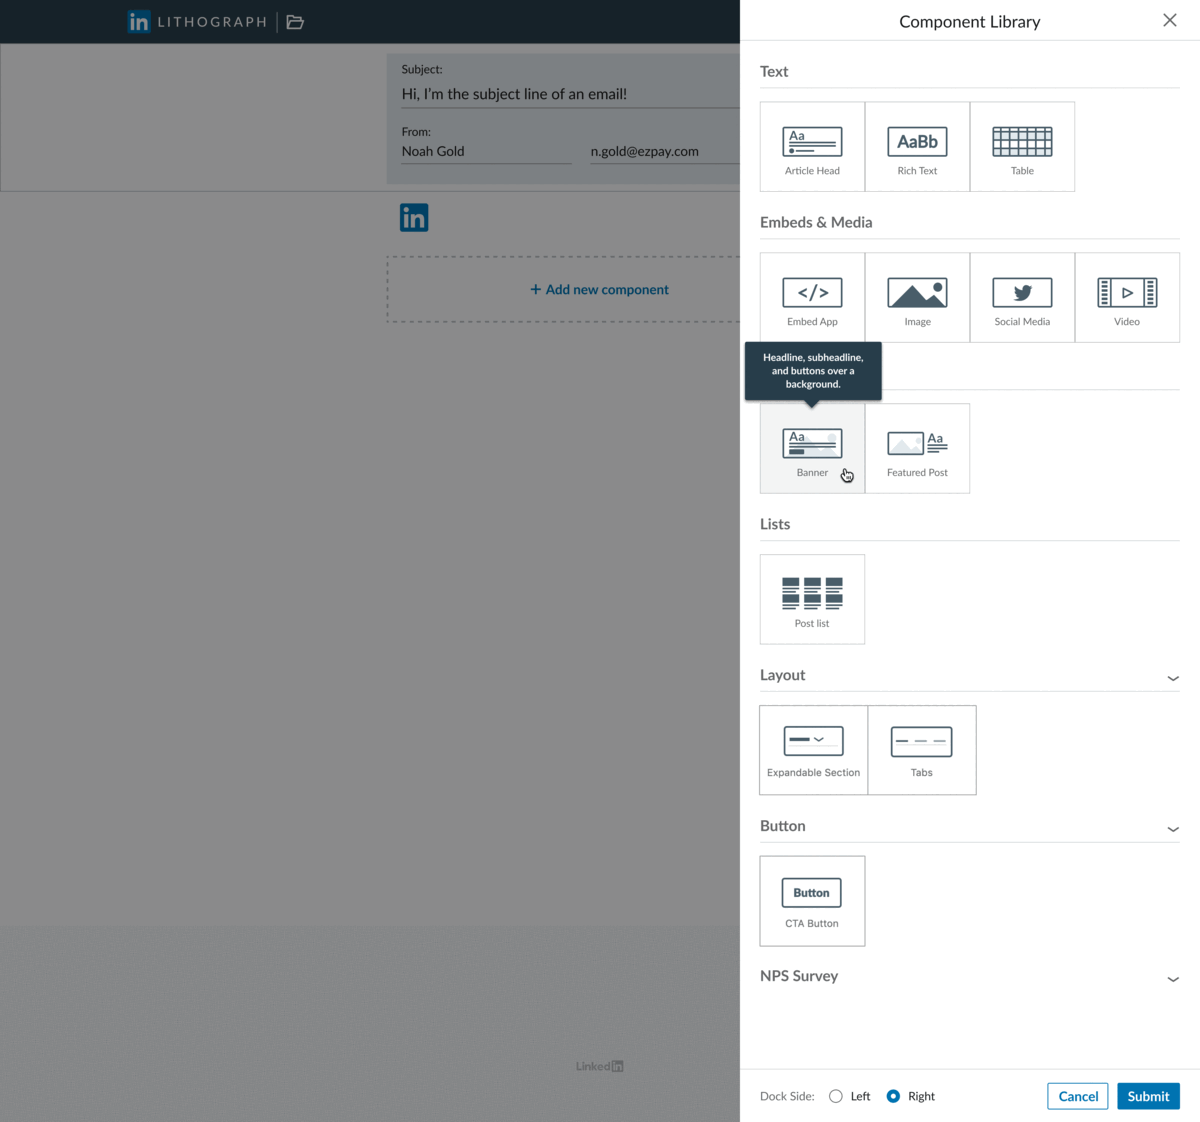 in LITHOGRAPH
Subject:
Hi, I'm the subject line of an email!
From:
Noah Gold
n.gold@ezpay.com
in
+ Add new component
Linkedin
Component Library
Text
Aa
Article Head
AaBb
Rich Text
Table
Embeds & Media
</>
Embed App
Image
Social Media
Video
Headline, subheadline,
and buttons over a
background.
Aa
Banner
Aa
Featured Post
Lists
Post list
Layout
Expandable Section
Tabs
Button
Button
CTA Button
NPS Survey
Dock Side:
Left
Right
Cancel
Submit